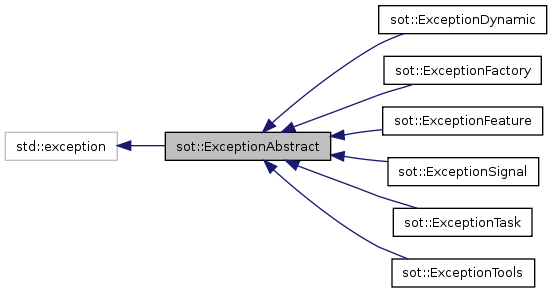 std::exception
sot::ExceptionAbstract
sot::ExceptionDynamic
sot::ExceptionFactory
sot::ExceptionFeature
sot::ExceptionSignal
sot::ExceptionTask
sot::ExceptionTools